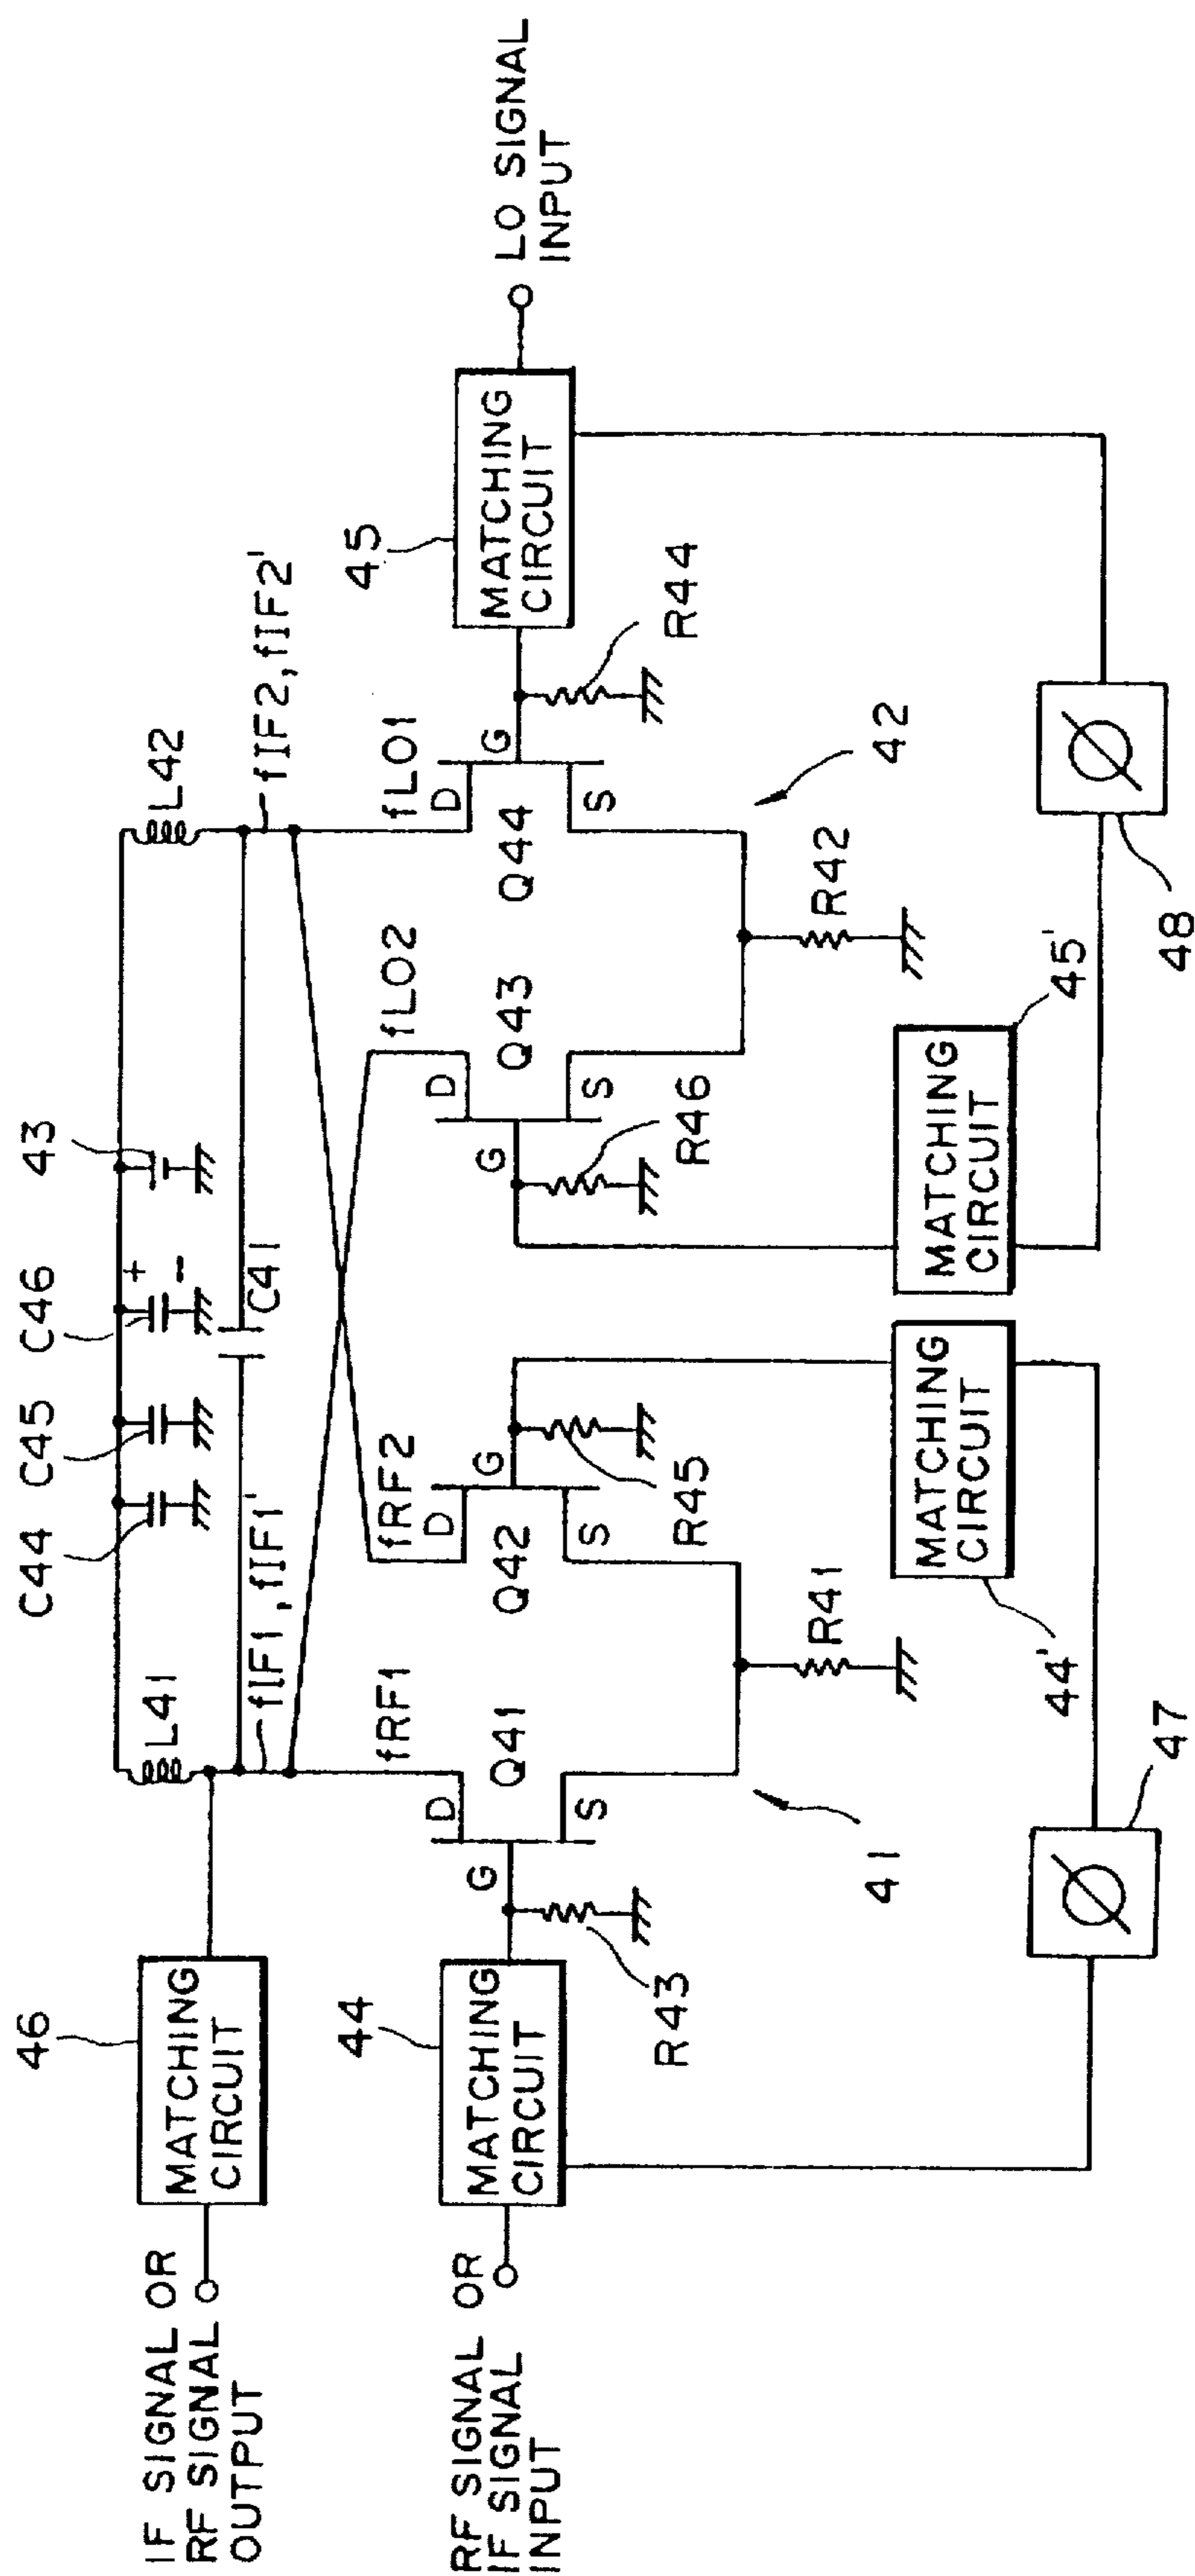 IF SIGNAL OR
RF SIGNAL
OUTPUT
46
MATCHING
CIRCUIT
L41
C44
C45
C46
+
-
43
L42
C41
fIF1, fIF1'
fIF2, fIF2'
RF SIGNAL OR
IF SIGNAL
INPUT
44
MATCHING
CIRCUIT
R43
fRF1
D
G
Q41
S
fRF2
D
G
Q42
S
R45
fLO2
D
G
Q43
S
R46
fLO1
D
G
Q44
S
R44
45
MATCHING
CIRCUIT
LO SIGNAL
INPUT
41
R41
42
R42
MATCHING
CIRCUIT
44'
MATCHING
CIRCUIT
45'
47
Ø
48
Ø